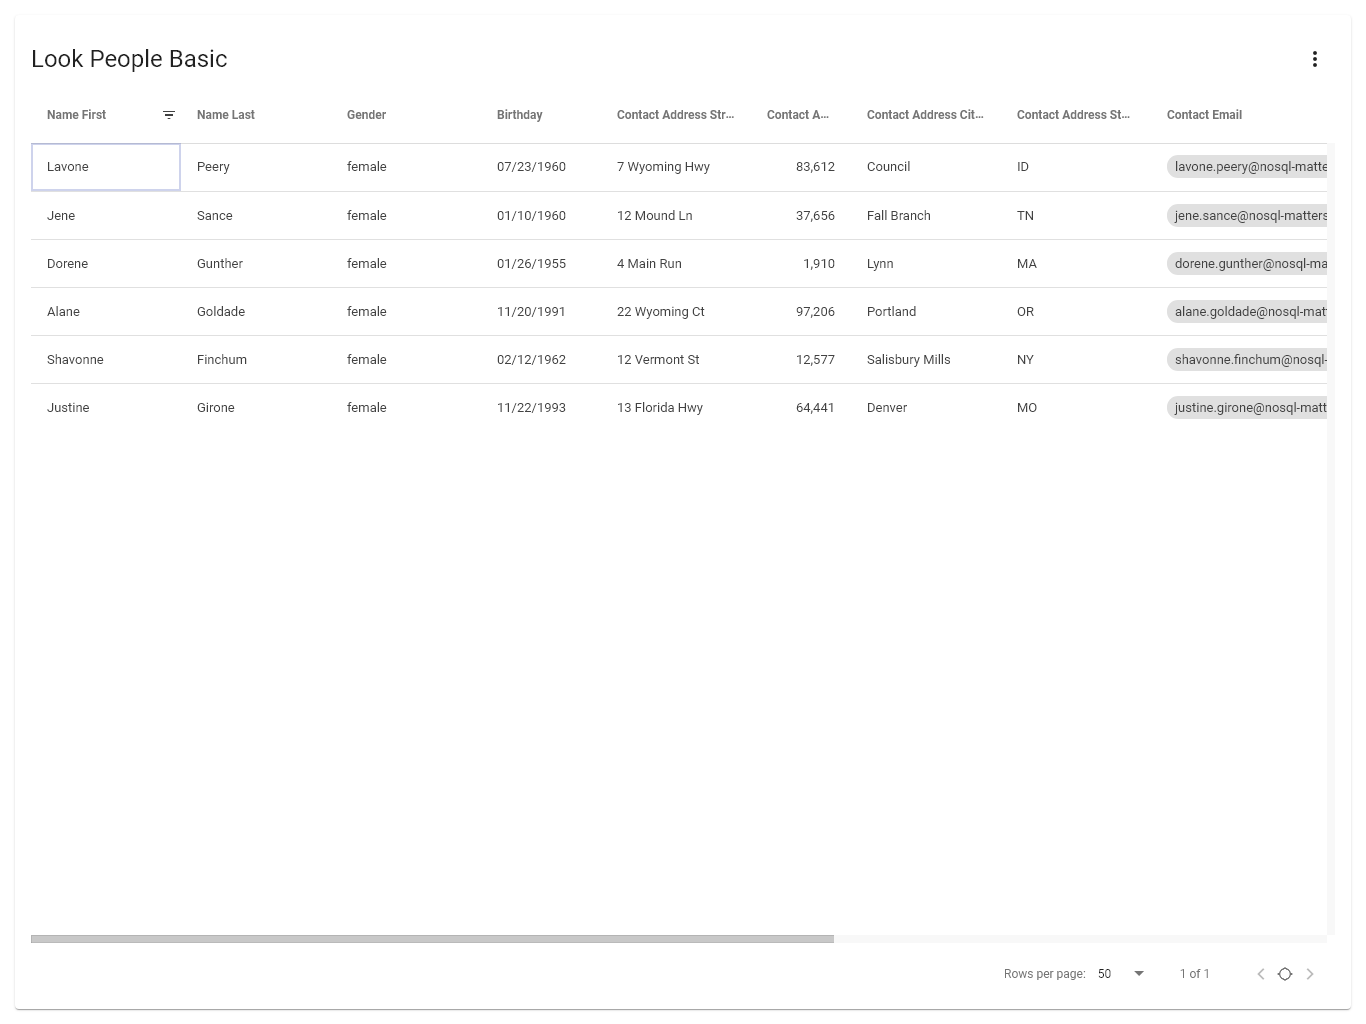 Look People Basic
Name First Name Last Gender Birthday Contact Address Str... Contact A... Contact Address Cit... Contact Address St... Contact Email
Lavone Peery female 07/23/1960 7 Wyoming Hwy 83,612 Council ID lavone.peery@nosql-matte
Jene Sance female 01/10/1960 12 Mound Ln 37,656 Fall Branch TN jene.sance@nosql-matters
Dorene Gunther female 01/26/1955 4 Main Run 1,910 Lynn MA dorene.gunther@nosql-ma
Alane Goldade female 11/20/1991 22 Wyoming Ct 97,206 Portland OR alane.goldade@nosql-mat
Shavonne Finchum female 02/12/1962 12 Vermont St 12,577 Salisbury Mills NY shavonne.finchum@nosql-
Justine Girone female 11/22/1993 13 Florida Hwy 64,441 Denver MO justine.girone@nosql-matt
Rows per page: 50 1 of 1